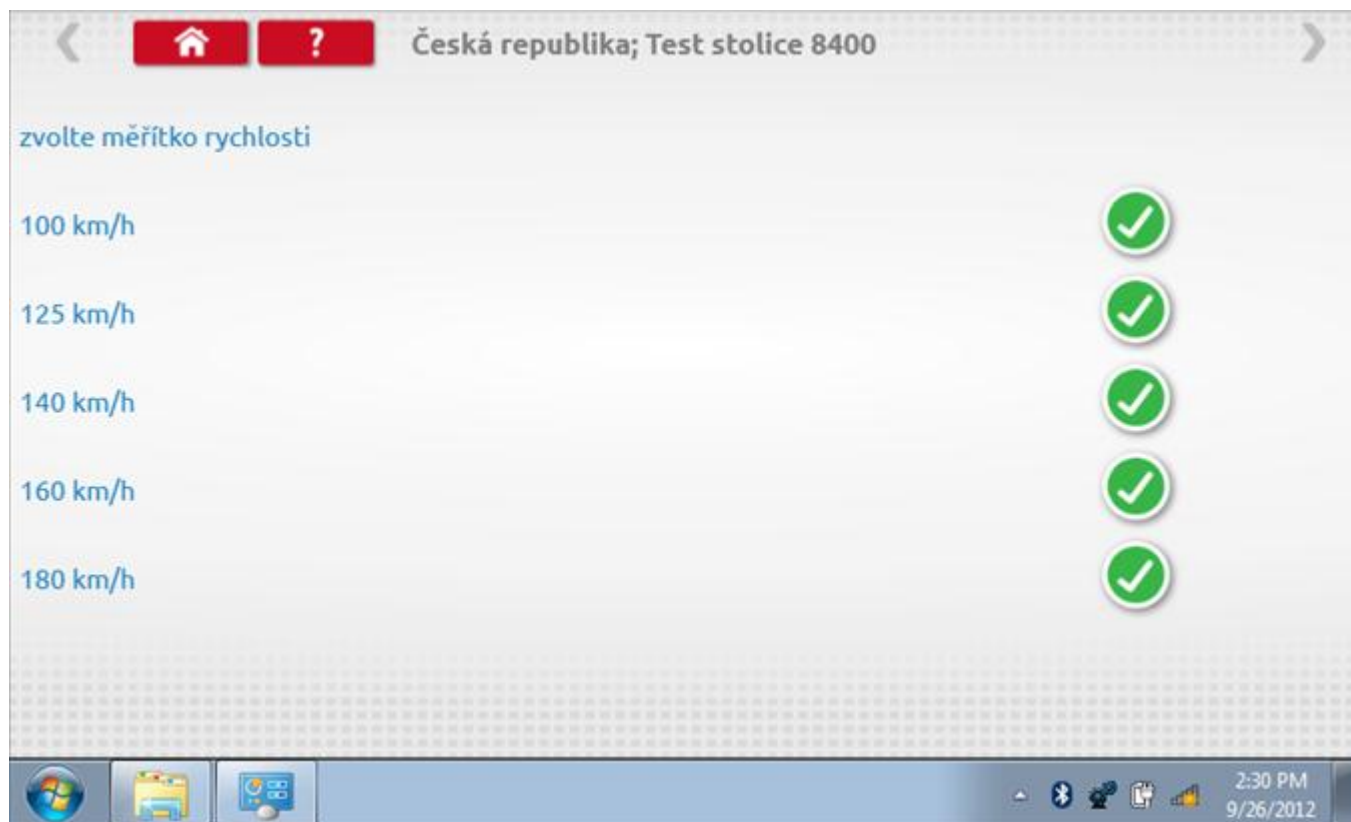 ? Česká republika; Test stolice 8400
zvolte měřítko rychlosti
100 km/h
125 km/h
140 km/h
160 km/h
180 km/h
2:30 PM
9/26/2012